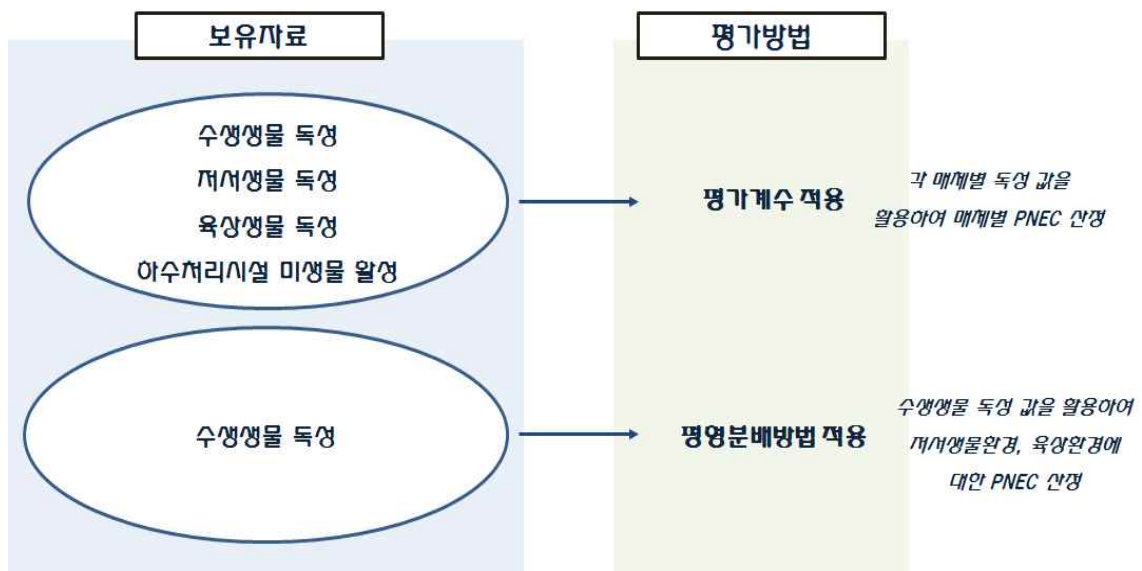 보유자료
평가방법
수생생물 독성
저서생물 독성
육상생물 독성
하수처리시설 미생물 활성
평가계수 적용
각 매체별 독성 값을
활용하여 매체별 PNEC 산정
수생생물 독성
평형분배방법 적용
수생생물 독성 값을 활용하여
저서생물환경, 육상환경에
대한 PNEC 산정